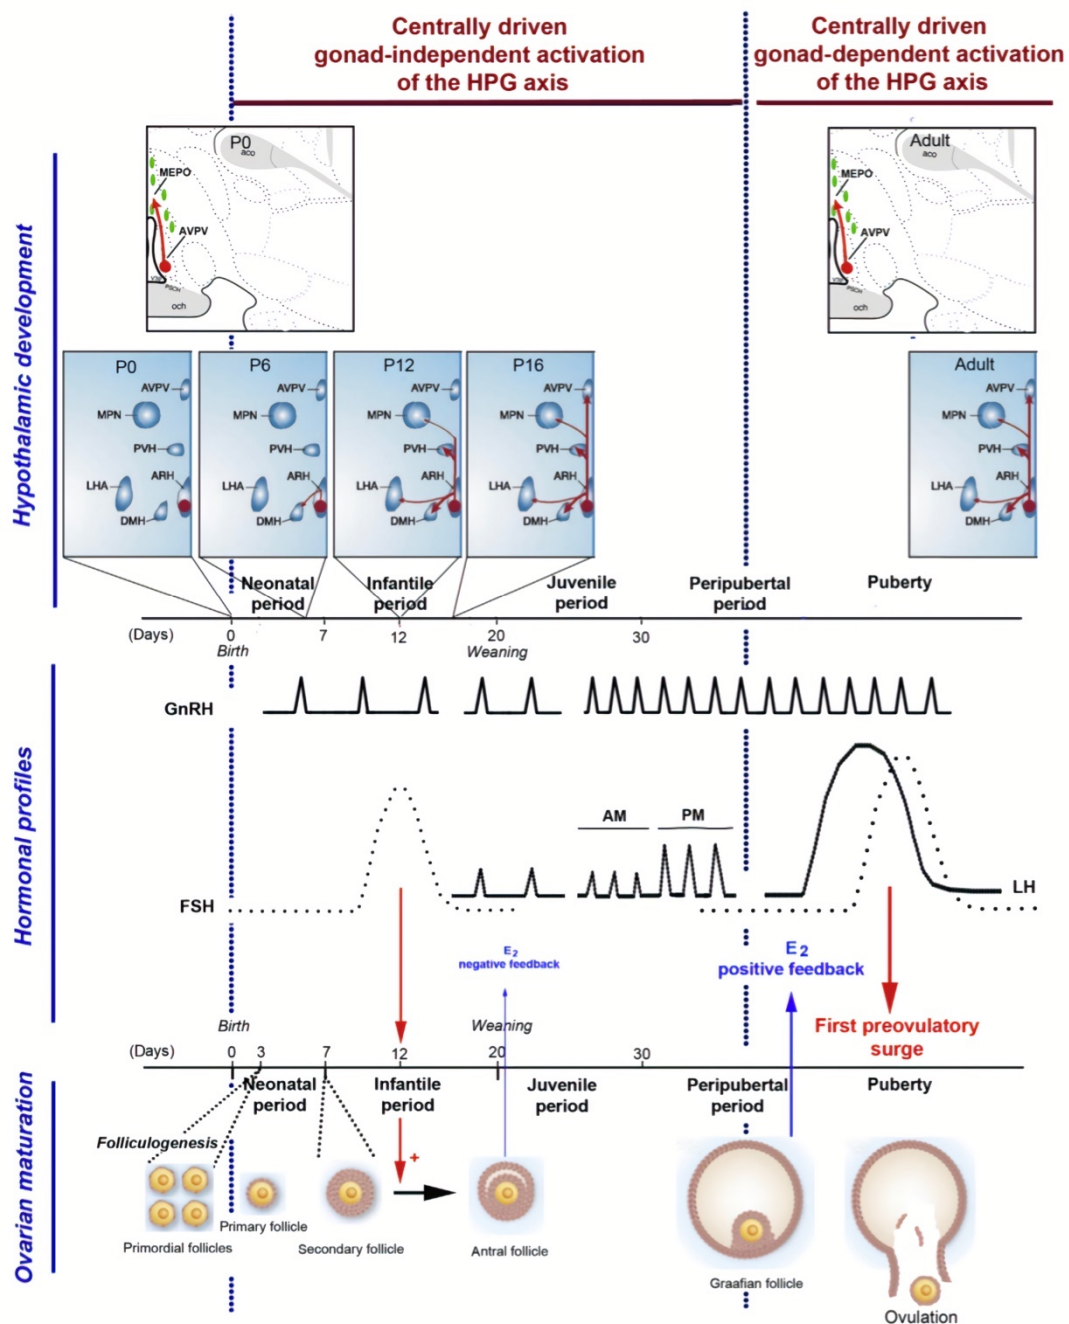 Centrally driven
gonad-independent activation
of the HPG axis
Centrally driven
gonad-dependent activation
of the HPG axis
Hypothalamic development
P0
aco
MEPO
AVPV
PSCH
och
Adult
aco
MEPO
AVPV
PSCH
och
P0
AVPV
MPN
PVH
ARH
LHA
DMH
P6
AVPV
MPN
PVH
ARH
LHA
DMH
P12
AVPV
MPN
PVH
ARH
LHA
DMH
P16
AVPV
MPN
PVH
ARH
LHA
DMH
Adult
AVPV
MPN
PVH
ARH
LHA
DMH
Neonatal
period
Infantile
period
Juvenile
period
Peripubertal
period
Puberty
(Days) 0 7 12 20 30
Birth Weaning
Hormonal profiles
GnRH
AM PM
FSH
LH
E2
negative feedback
E2
positive feedback
First preovulatory
surge
Birth Weaning
(Days) 0 3 7 12 20 30
Ovarian maturation
Neonatal
period
Infantile
period
Juvenile
period
Peripubertal
period
Puberty
Folliculogenesis
+
Primordial follicles
Primary follicle
Secondary follicle
Antral follicle
Graafian follicle
Ovulation